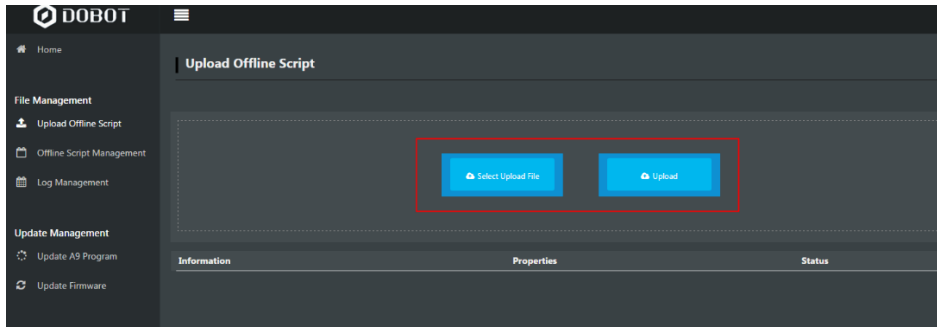 DOBOT
Home
Upload Offline Script
File Management
Upload Offline Script
Offline Script Management
Log Management
Select Upload File
Upload
Update Management
Update A9 Program
Update Firmware
Information Properties Status